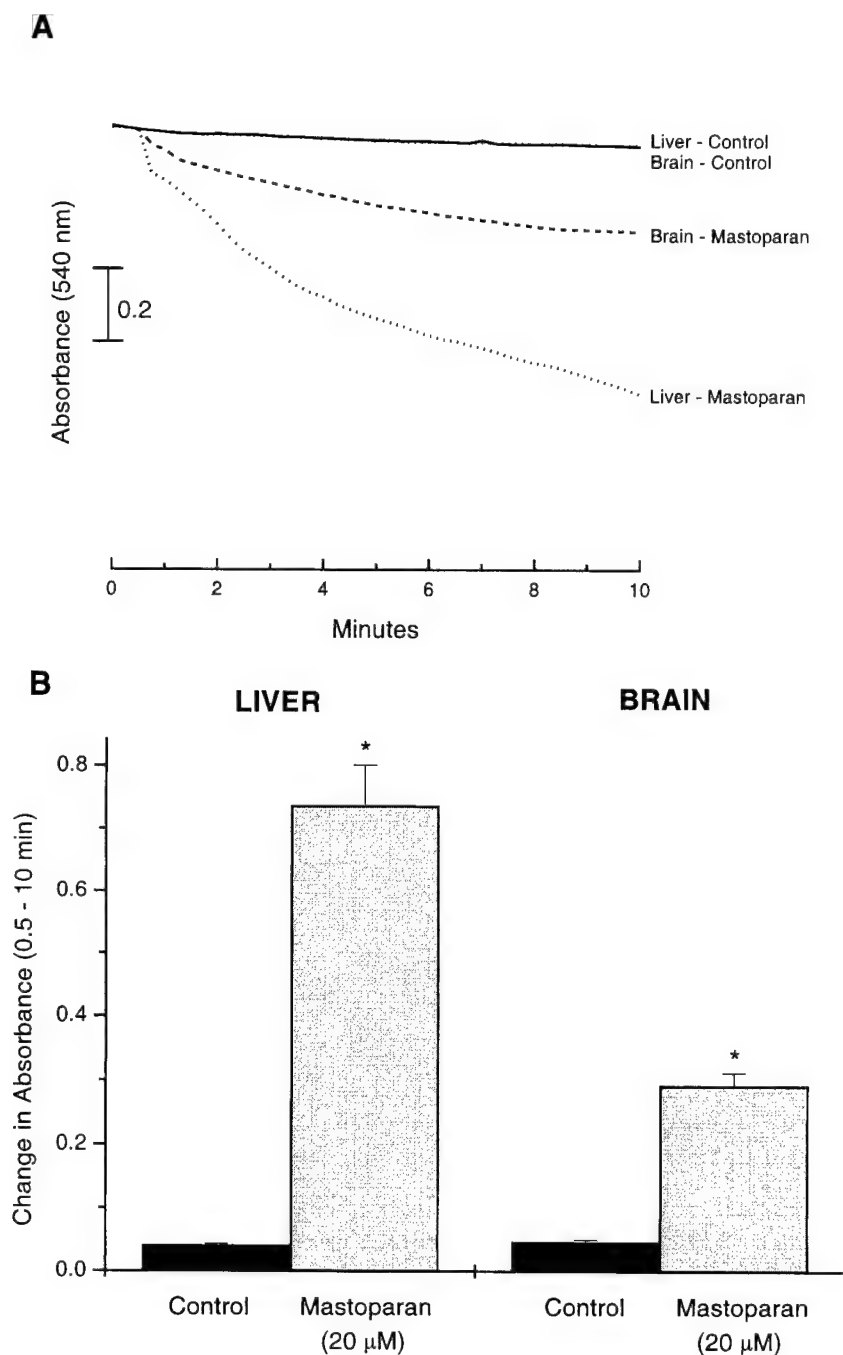 A
Absorbance (540 nm)
0.2
Liver - Control
Brain - Control
Brain - Mastoparan
Liver - Mastoparan
0 2 4 6 8 10
Minutes
B
LIVER BRAIN
Change in Absorbance (0.5 - 10 min)
0.8
0.6
0.4
0.2
0.0
* *
Control Mastoparan Control Mastoparan
(20 μM) (20 μM)